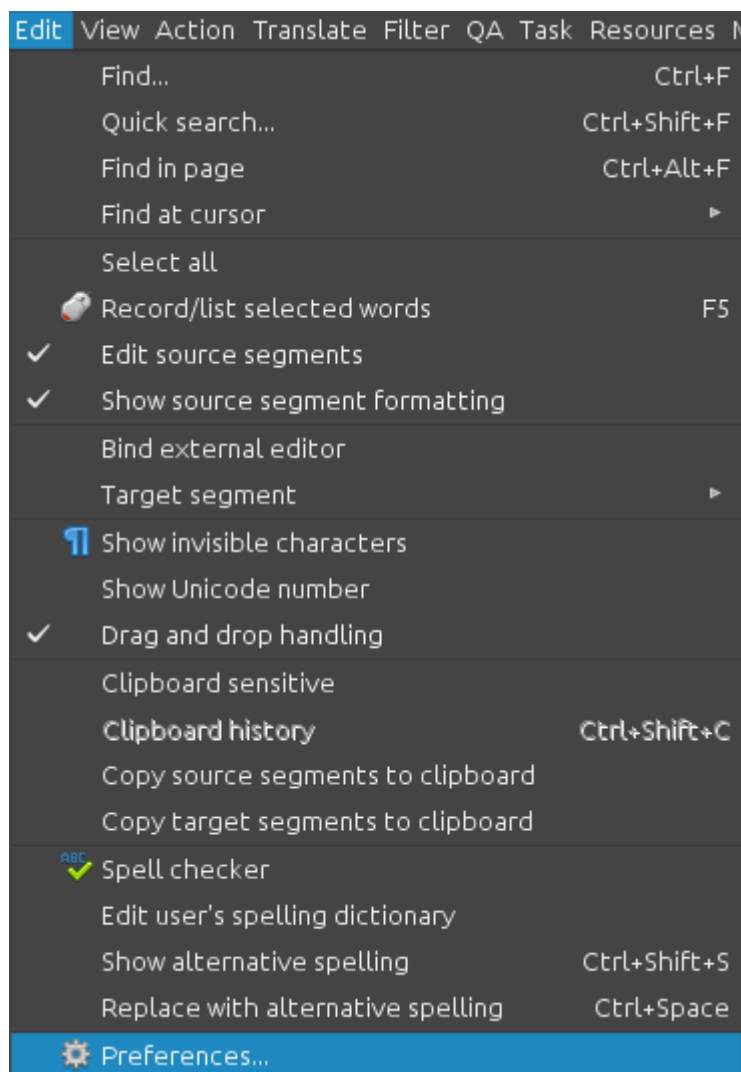 Edit View Action Translate Filter QA Task Resources
Find... Ctrl+F
Quick search... Ctrl+Shift+F
Find in page Ctrl+Alt+F
Find at cursor
Select all
Record/list selected words F5
Edit source segments
Show source segment formatting
Bind external editor
Target segment
Show invisible characters
Show Unicode number
Drag and drop handling
Clipboard sensitive
Clipboard history Ctrl+Shift+C
Copy source segments to clipboard
Copy target segments to clipboard
ABC Spell checker
Edit user's spelling dictionary
Show alternative spelling Ctrl+Shift+S
Replace with alternative spelling Ctrl+Space
Preferences...